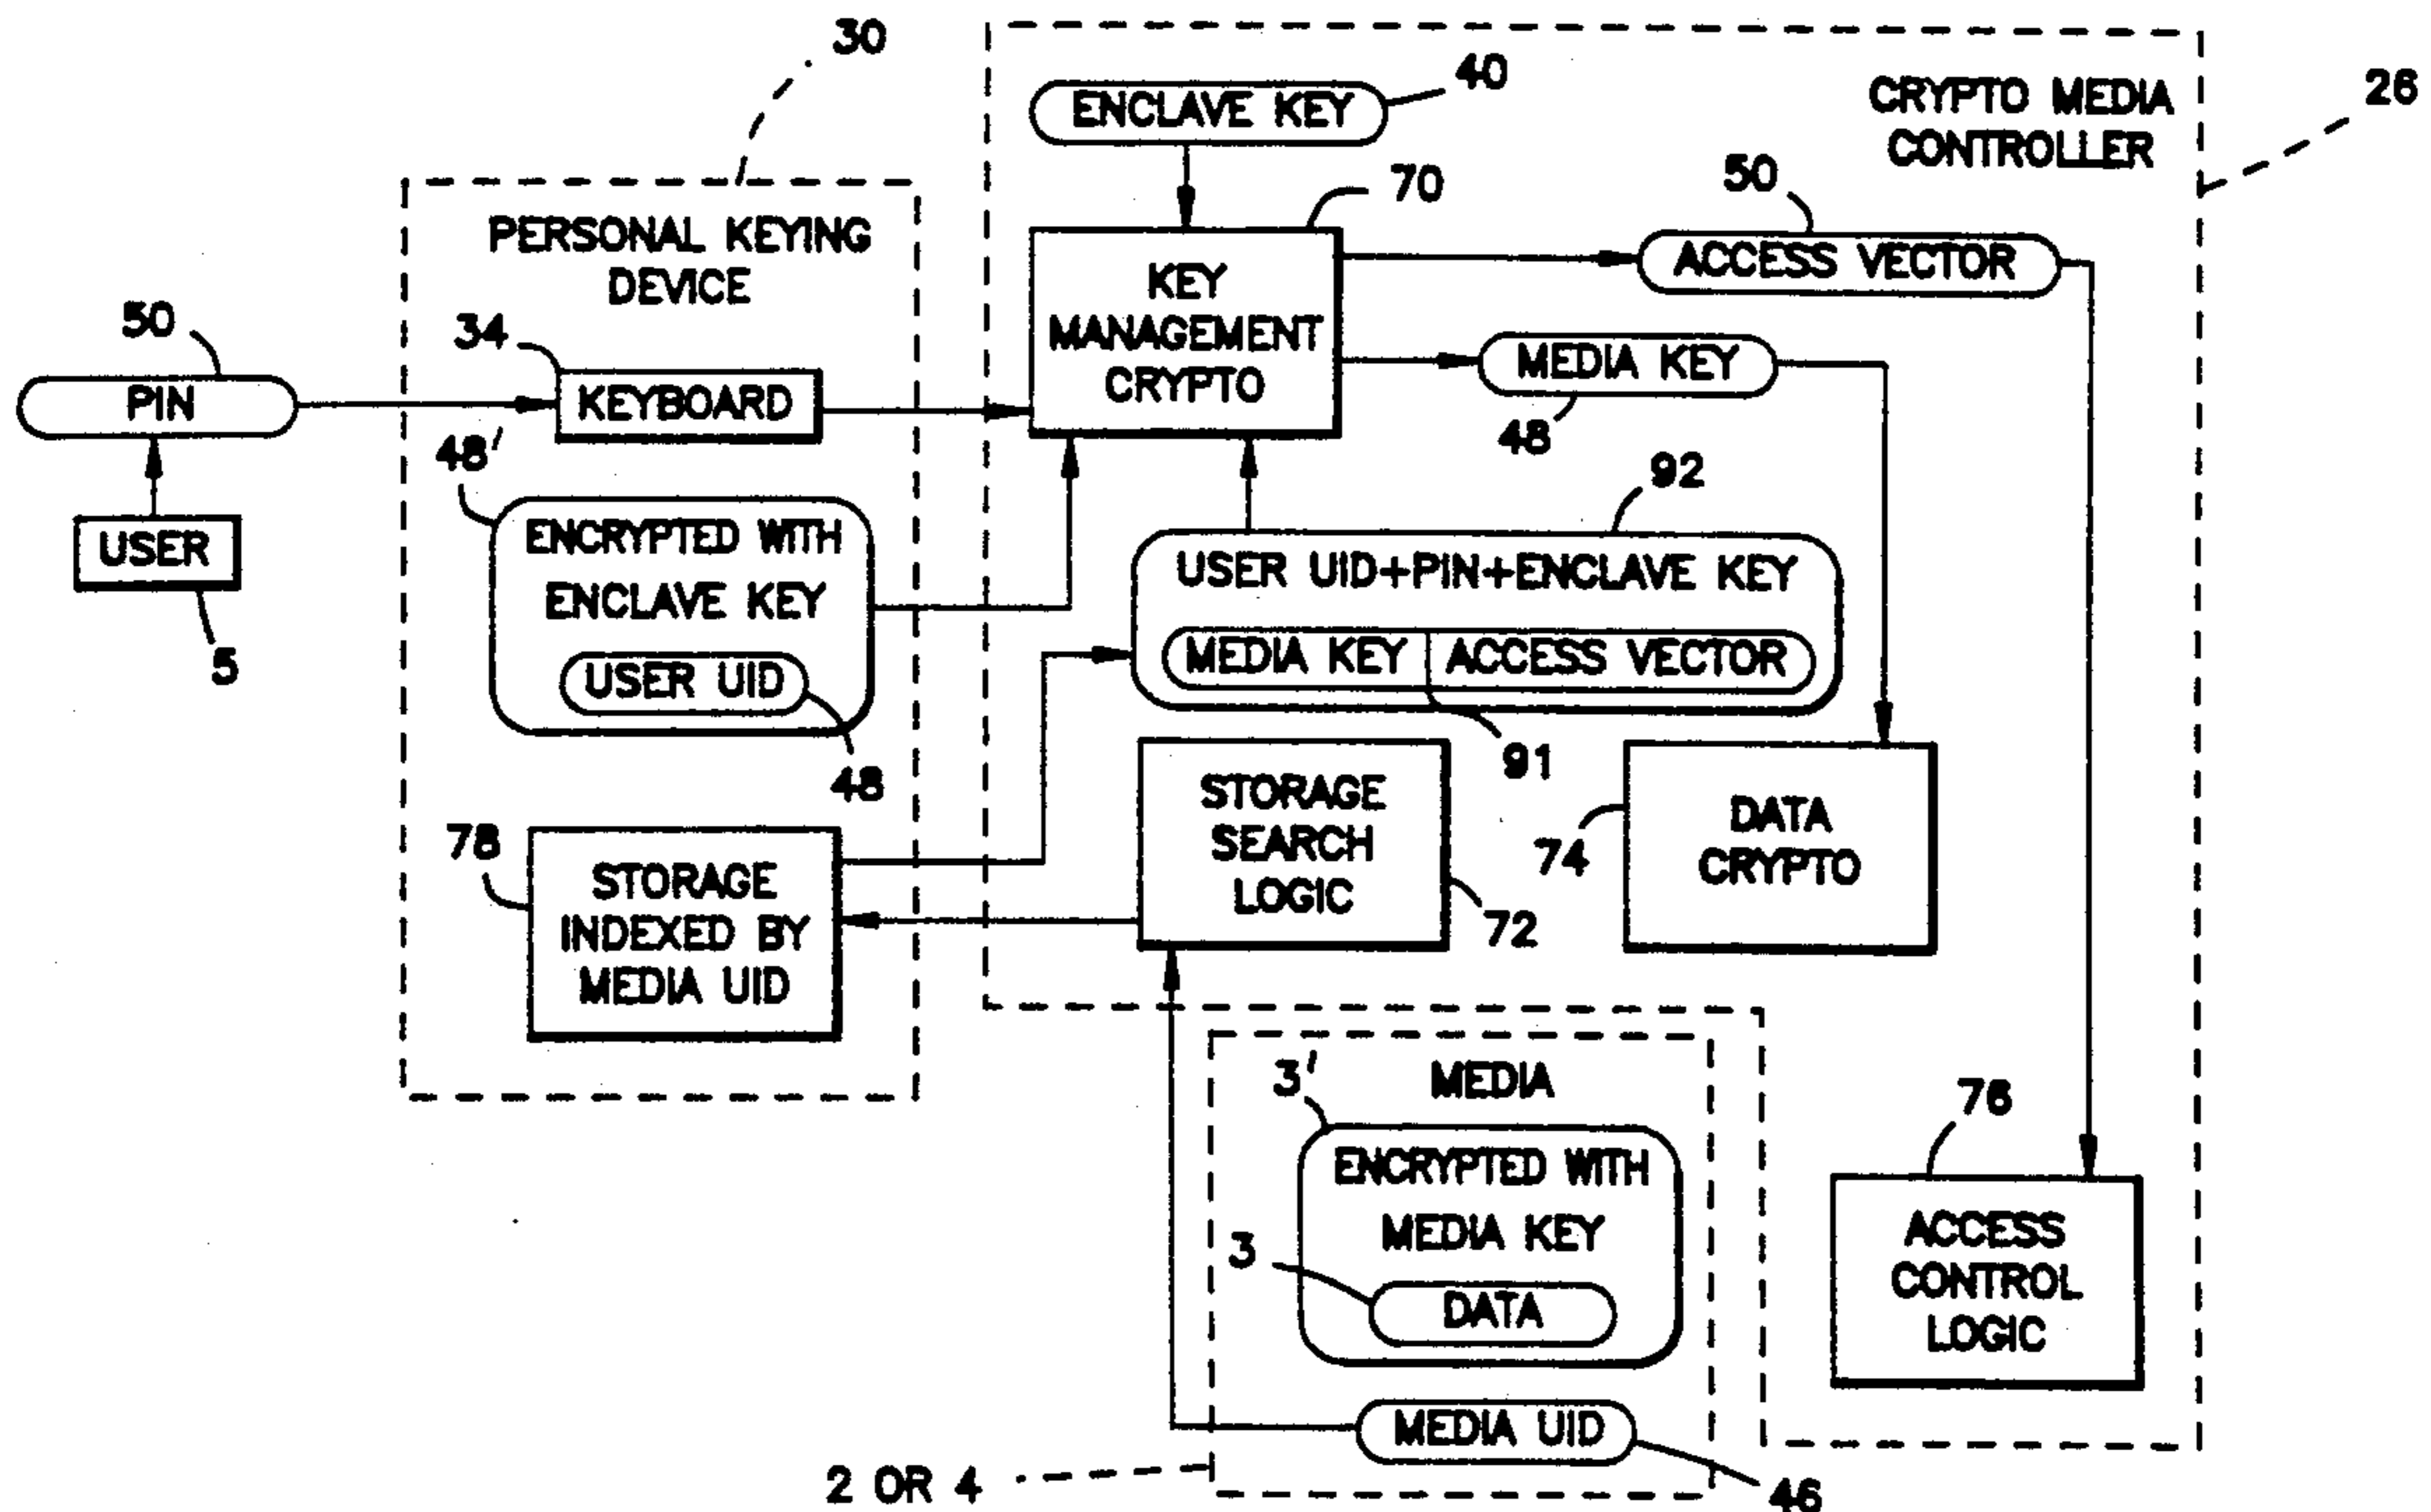 30
40
ENCLAVE KEY
CRYPTO MEDIA
CONTROLLER
26
PERSONAL KEYING
DEVICE
70
50
KEY
MANAGEMENT
CRYPTO
ACCESS VECTOR
50
PIN
34
KEYBOARD
MEDIA KEY
48
48'
USER
5
ENCRYPTED WITH
ENCLAVE KEY
USER UID
48
92
USER UID+PIN+ENCLAVE KEY
MEDIA KEY
ACCESS VECTOR
91
78
STORAGE
INDEXED BY
MEDIA UID
STORAGE
SEARCH
LOGIC
72
74
DATA
CRYPTO
3'
MEDIA
ENCRYPTED WITH
MEDIA KEY
3
DATA
76
ACCESS
CONTROL
LOGIC
MEDIA UID
2 OR 4
46